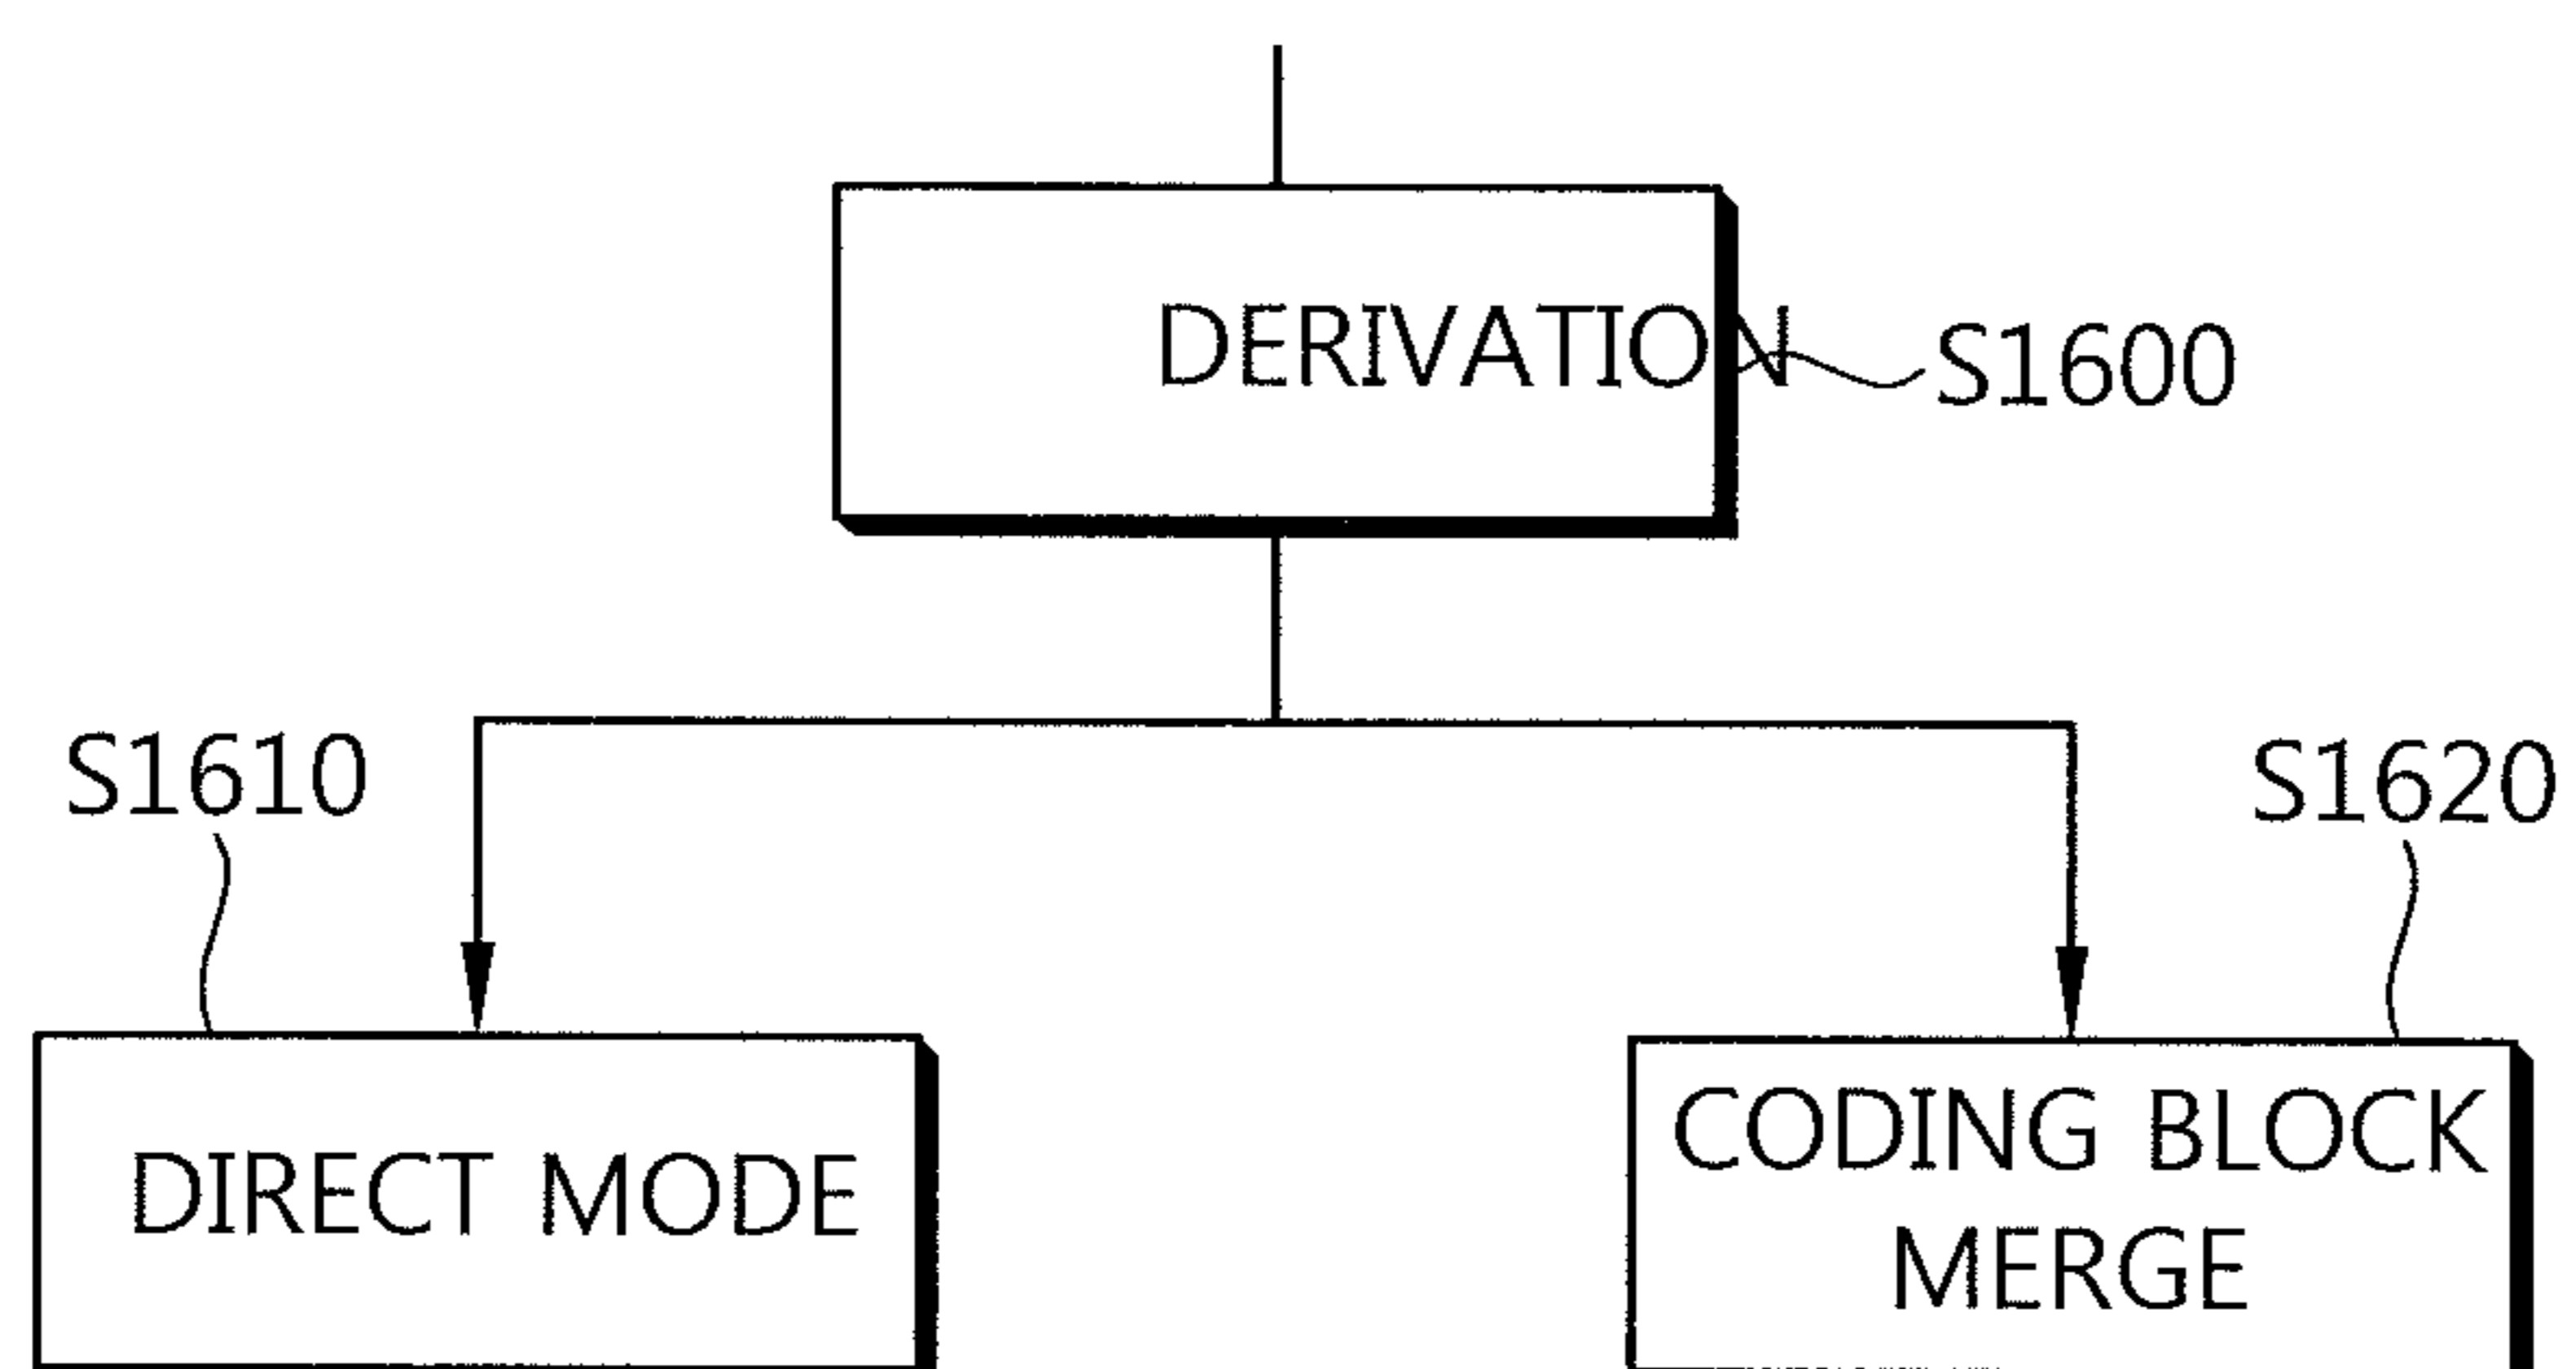 DERIVATION
S1600
S1610
S1620
DIRECT MODE
CODING BLOCK
MERGE